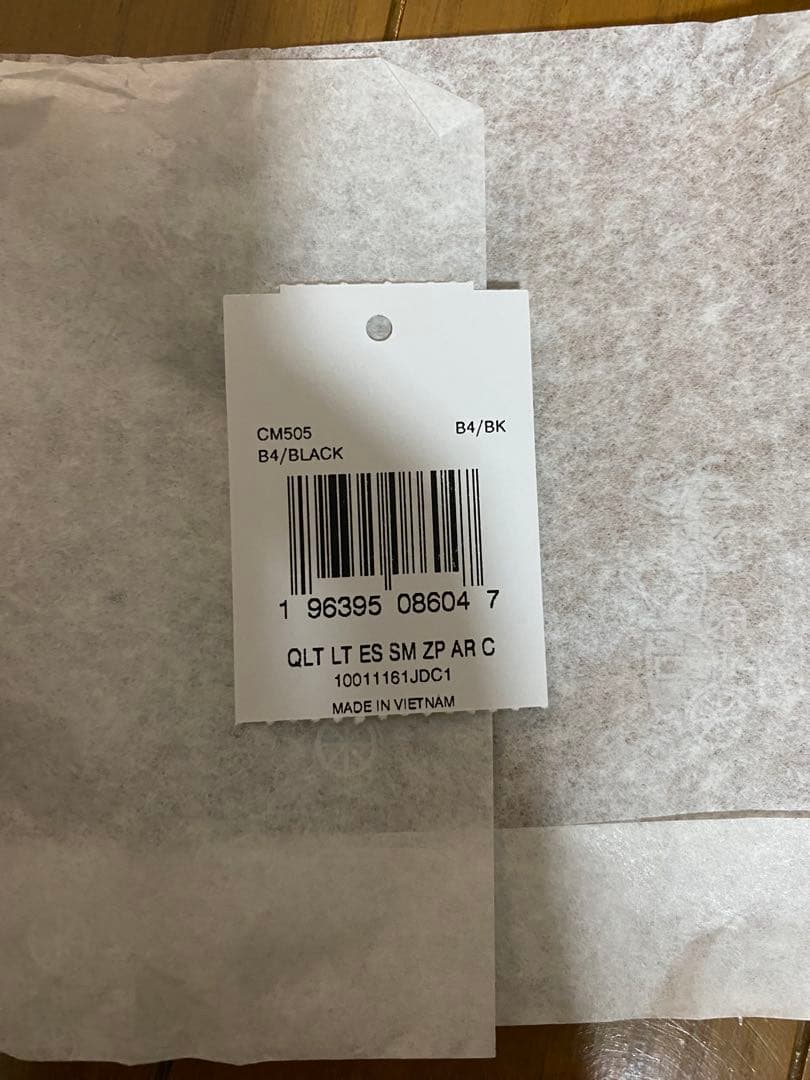 CM505 B4/BK
B4/BLACK
1 96395 08604 7
QLT LT ES SM ZP AR C
10011161JDC1
MADE IN VIETNAM